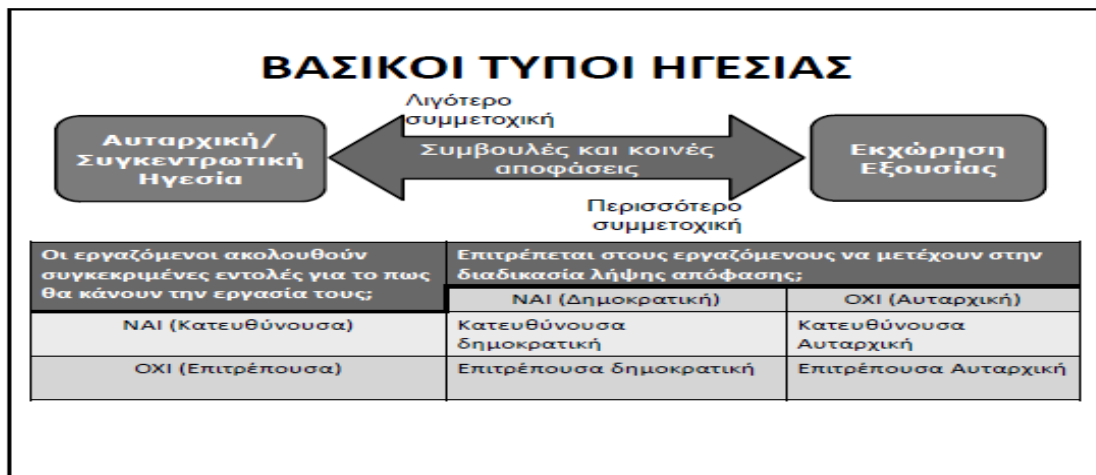 ΒΑΣΙΚΟΙ ΤΥΠΟΙ ΗΓΕΣΙΑΣ
Λιγότερο
συμμετοχική
Αυταρχική/
Συγκεντρωτική
Ηγεσία
Συμβουλές και κοινές
αποφάσεις
Εκχώρηση
Εξουσίας
Περισσότερο
συμμετοχική
Οι εργαζόμενοι ακολουθούν
συγκεκριμένες εντολές για το πως
θα κάνουν την εργασία τους;
Επιτρέπεται στους εργαζόμενους να μετέχουν στην
διαδικασία λήψης απόφασης;
ΝΑΙ (Δημοκρατική)
ΟΧΙ (Αυταρχική)
ΝΑΙ (Κατευθύνουσα)
Κατευθύνουσα
δημοκρατική
Κατευθύνουσα
Αυταρχική
ΟΧΙ (Επιτρέπουσα)
Επιτρέπουσα δημοκρατική
Επιτρέπουσα Αυταρχική